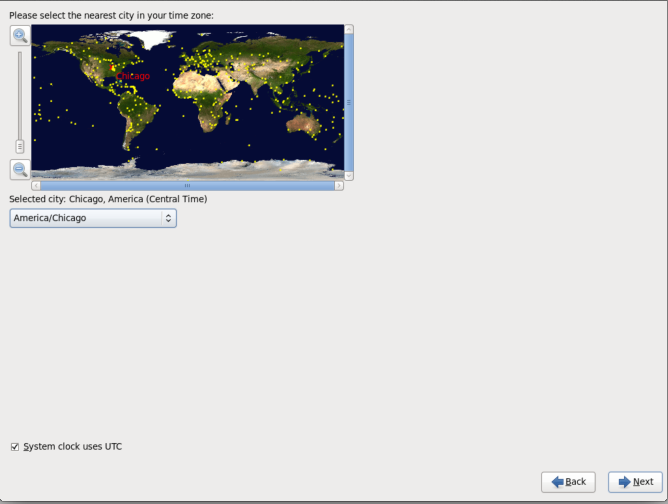 Please select the nearest city in your time zone:
Chicago
Selected city: Chicago, America (Central Time)
America/Chicago
System clock uses UTC
Back
Next